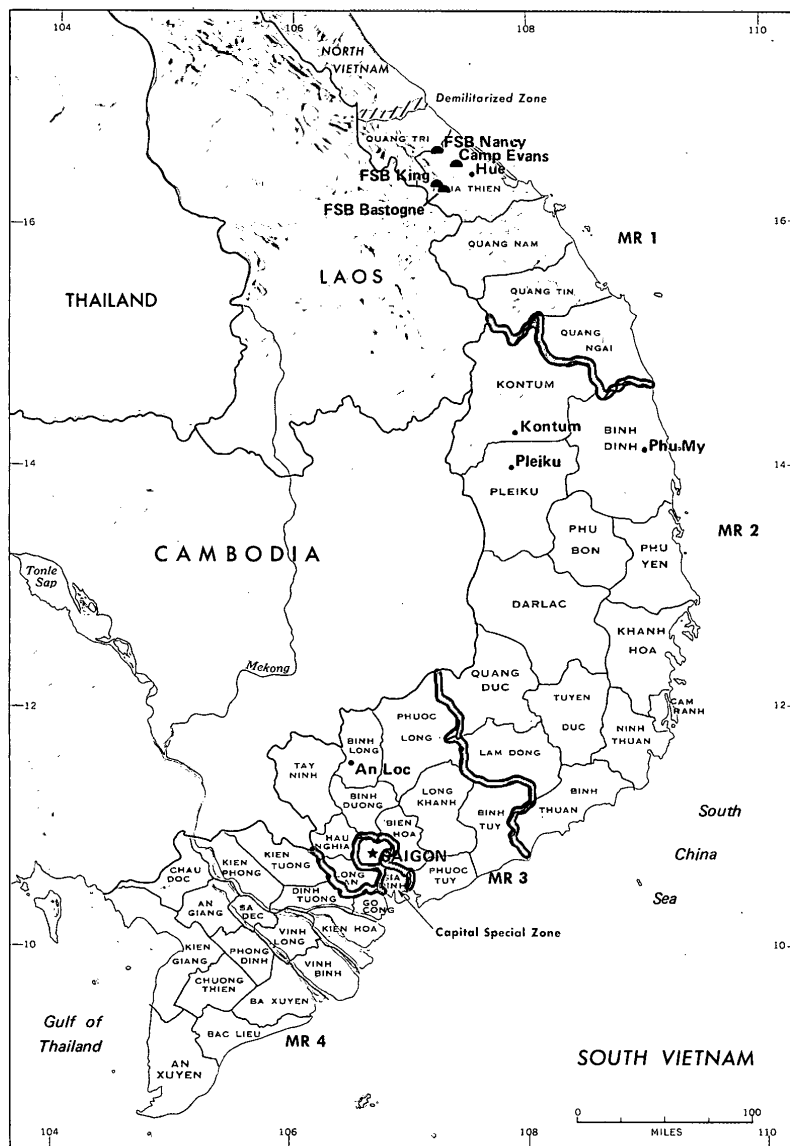 104
106
108
110
NORTH
VIETNAM
Demilitarized Zone
QUANG TRI
FSB Nancy
Camp Evans
Hue
FSB King
UA THIEN
FSB Bastogne
16
16
QUANG NAM
MR 1
LAOS
THAILAND
QUANG TIN
QUANG
NGAI
KONTUM
Kontum
BINH
DINH
Phu My
14
Pleiku
14
PLEIKU
PHU
BON
PHU
YEN
MR 2
CAMBODIA
Tonle
Sap
DARLAC
KHANH
HOA
Mekong
QUANG
DUC
12
TUYEN
DUC
CAM
RANH
12
PHUOC
LONG
NINH
THUAN
BINH
LONG
LAM DONG
TAY
NINH
An Loc
BINH
DUONG
LONG
KHANH
BINH
TUY
BINH
THUAN
BIEN
HOA
South
China
Sea
HAU
NGHIA
SAIGON
KIEN
PHONG
KIEN
TUONG
LONG
AN
GIA
DINH
PHUOC
TUY
MR 3
CHAU
DOC
DINH
TUONG
GO
CONG
AN
GIANG
SA
DEC
Capital Special Zone
10
VINH
LONG
KIEN HOA
10
KIEN
GIANG
PHONG
DINH
VINH
BINH
CHUONG
THIEN
BA XUYEN
Gulf of
Thailand
BAC LIEU
MR 4
AN
XUYEN
SOUTH VIETNAM
0
100
MILES
104
106
108
110